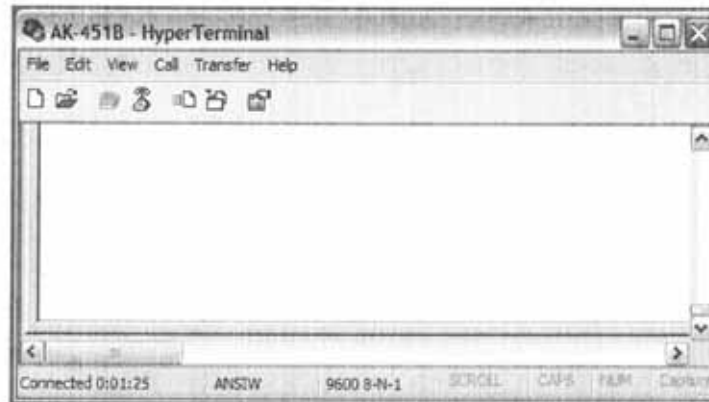 AK-451B - HyperTerminal
File Edit View Call Transfer Help
Connected 0:01:25 ANSIW 9600 8-N-1 SCROLL CAPS NUM Capture